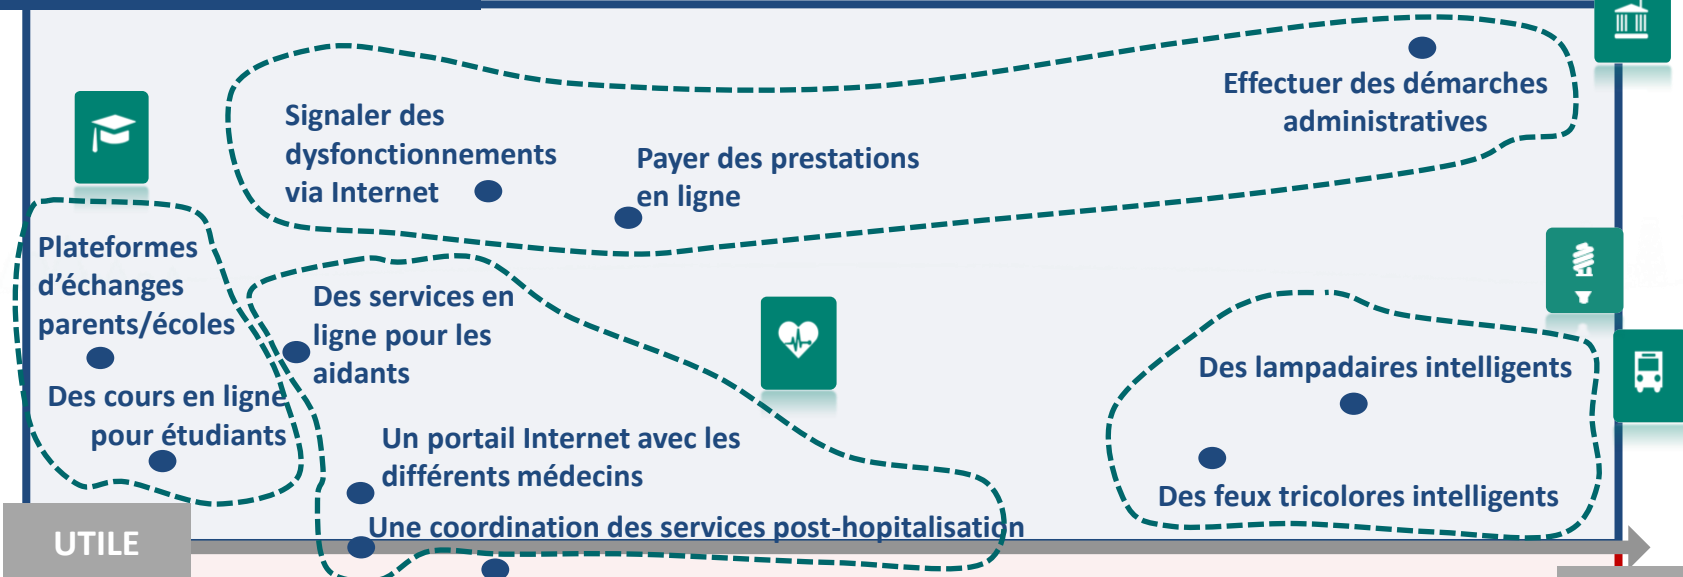 Effectuer des démarches
administratives
Signaler des
dysfonctionnements
via Internet
Payer des prestations
en ligne
Plateformes
d'échanges
parents/écoles
Des cours en ligne
pour étudiants
Des services en
ligne pour les
aidants
Un portail Internet avec les
différents médecins
Une coordination des services post-hopitalisation
Des lampadaires intelligents
Des feux tricolores intelligents
UTILE